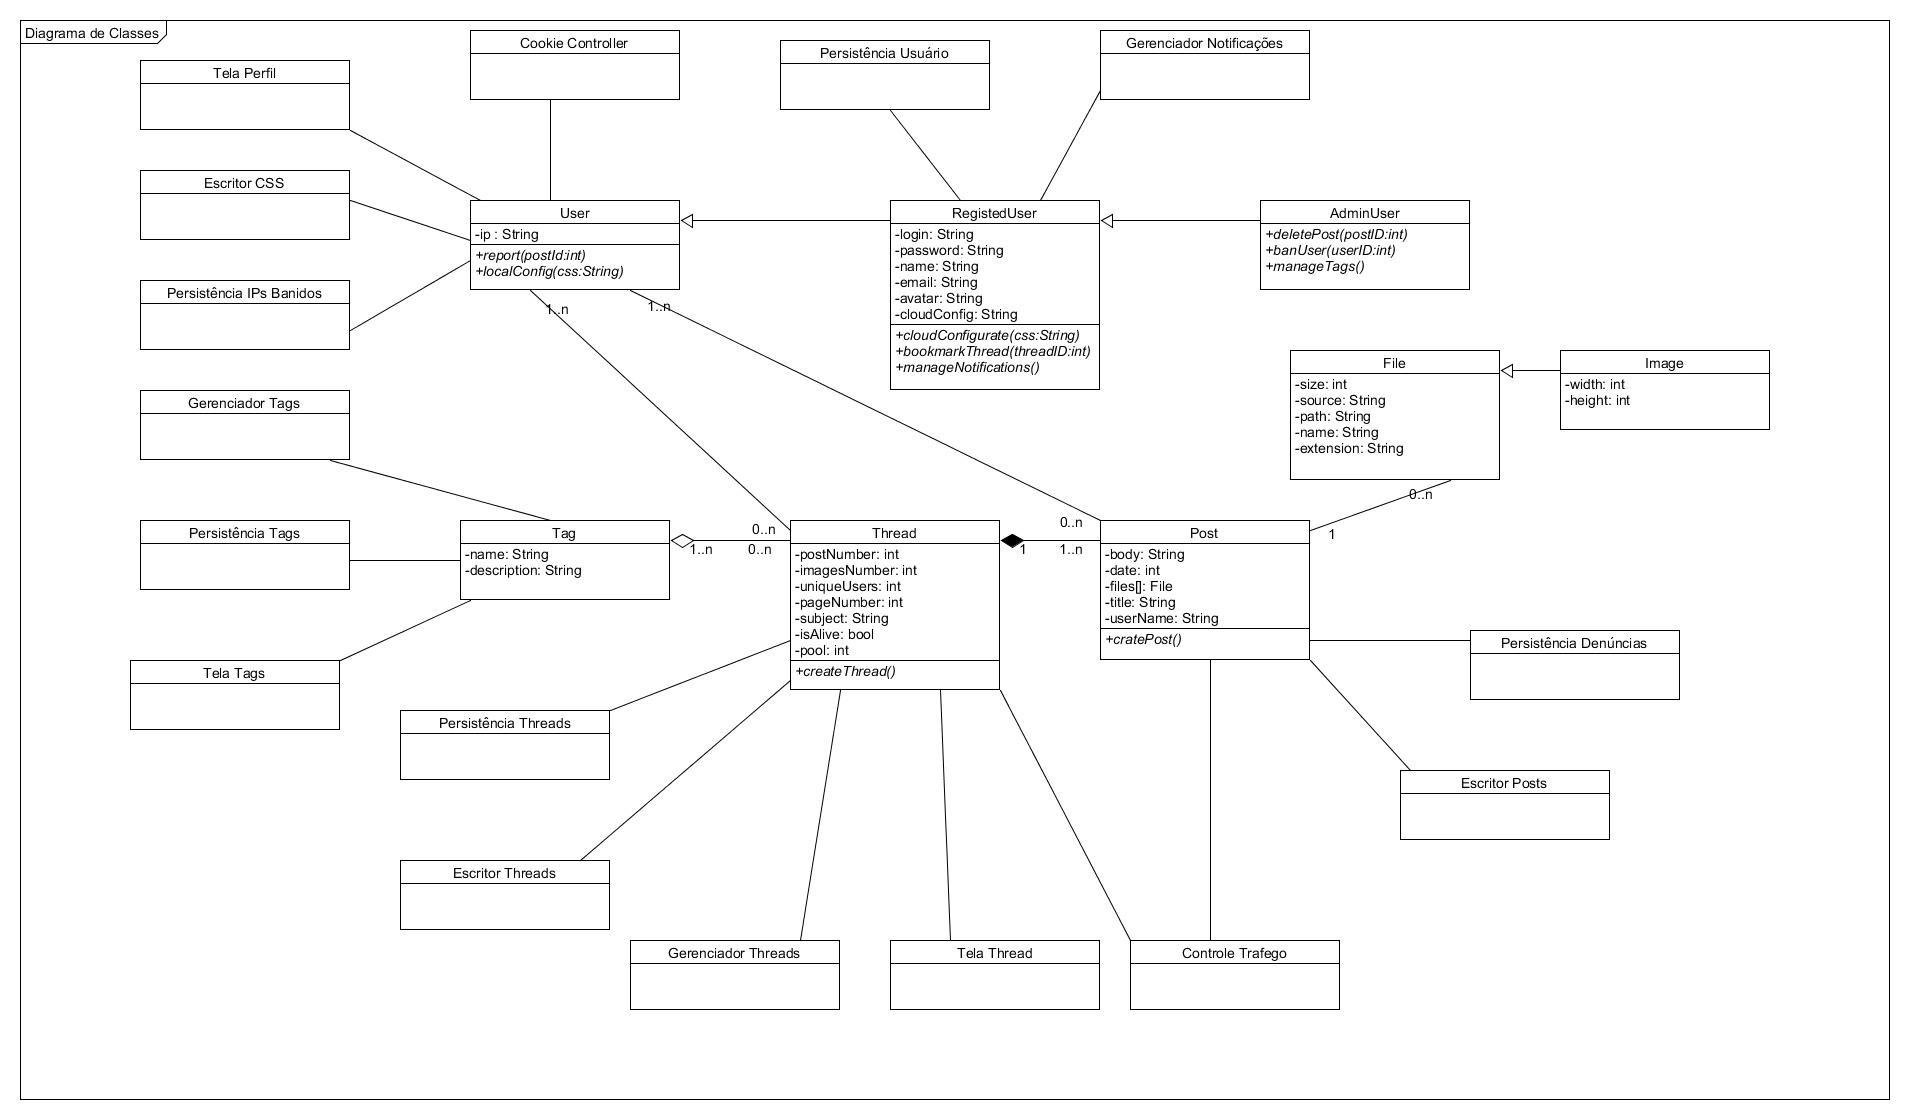 Diagrama de Classes
Cookie Controller
Persistência Usuário
Gerenciador Notificações
Tela Perfil
Escritor CSS
Persistência IPs Banidos
User
-ip : String
+report(postId:int)
+localConfig(css:String)
1..n
1..n
RegistedUser
-login: String
-password: String
-name: String
-email: String
-avatar: String
-cloudConfig: String
+cloudConfigurate(css:String)
+bookmarkThread(threadID:int)
+manageNotifications()
AdminUser
+deletePost(postID:int)
+banUser(userID:int)
+manageTags()
File
-size: int
-source: String
-path: String
-name: String
-extension: String
Image
-width: int
-height: int
0..n
1
Gerenciador Tags
Persistência Tags
Tela Tags
Tag
-name: String
-description: String
1..n
0..n
0..n
Thread
-postNumber: int
-imagesNumber: int
-uniqueUsers: int
-pageNumber: int
-subject: String
-isAlive: bool
-pool: int
+createThread()
1
0..n
1..n
Post
-body: String
-date: int
-files[]: File
-title: String
-userName: String
+cratePost()
Persistência Denúncias
Escritor Posts
Persistência Threads
Escritor Threads
Gerenciador Threads
Tela Thread
Controle Trafego